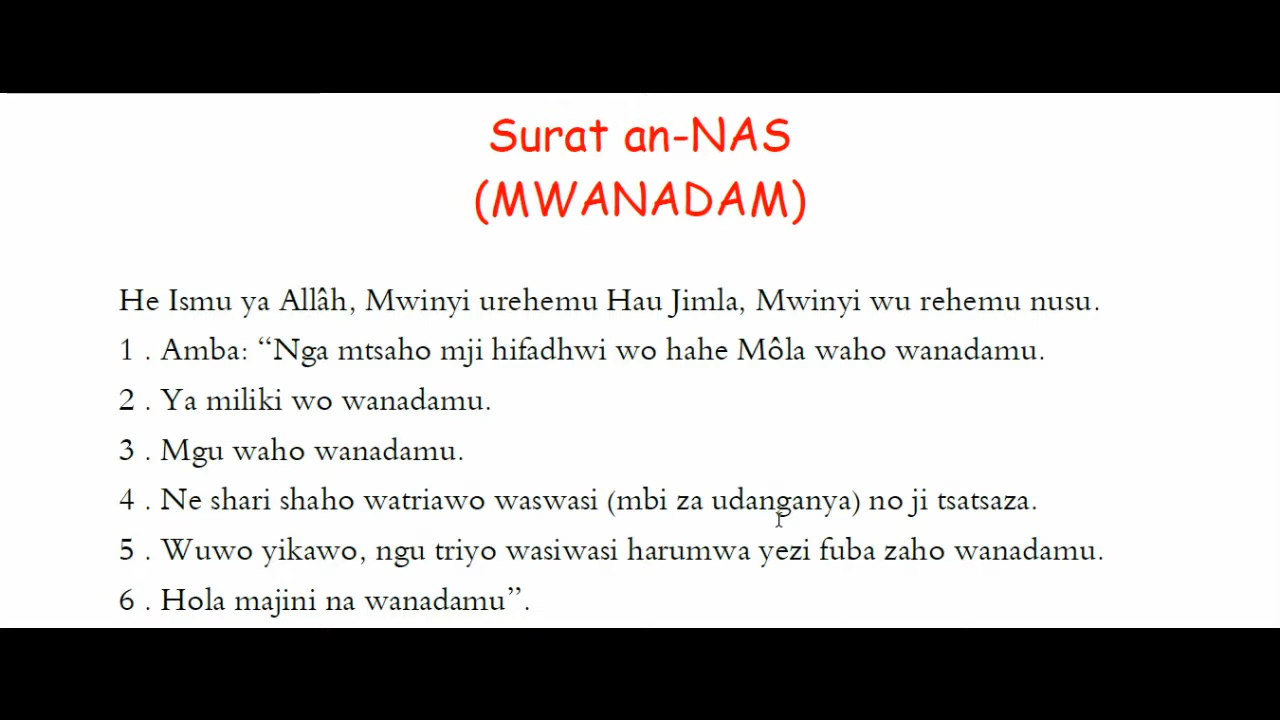 Surat an-NAS
(MWANADAM)
He Ismu ya Allâh, Mwinyi urehemu Hau Jimla, Mwinyi wu rehemu nusu.
1 . Amba: “Nga mtsaho mji hifadhwi wo hahe Môla waho wanadamu.
2 . Ya miliki wo wanadamu.
3 . Mgu waho wanadamu.
4 . Ne shari shaho watriawo waswasi (mbi za udanganya) no ji tsatsaza.
5 . Wuwo yikawo, ngu triyo wasiwasi harumwa yezi fuba zaho wanadamu.
6 . Hola majini na wanadamu”.